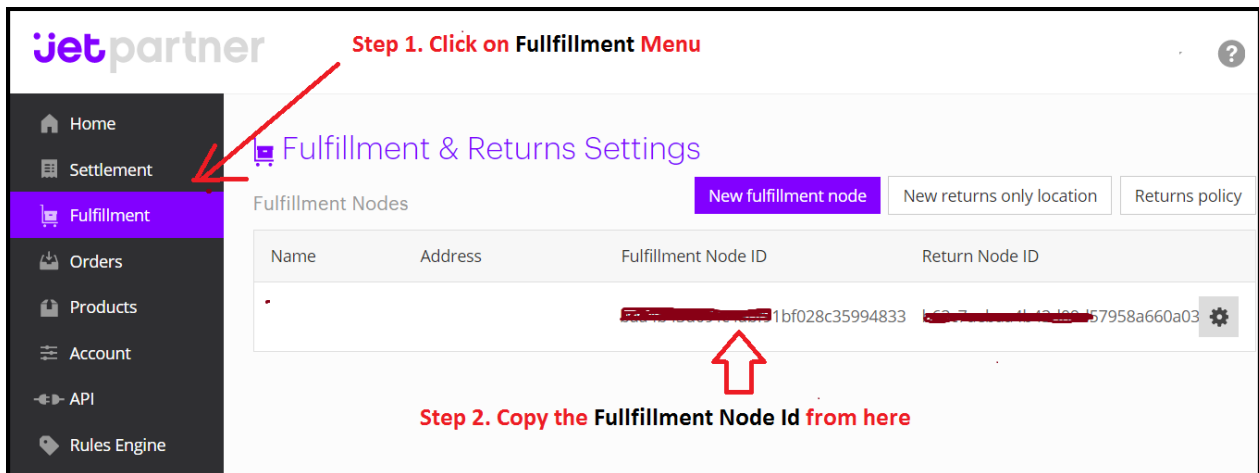 jetpartner
Step 1. Click on Fullfillment Menu
?
Home
Settlement
Fulfillment
Orders
Products
Account
API
Rules Engine
Fulfillment & Returns Settings
Fulfillment Nodes
New fulfillment node
New returns only location
Returns policy
Name Address Fulfillment Node ID Return Node ID
1bf028c35994833 57958a660a03
Step 2. Copy the Fullfillment Node Id from here